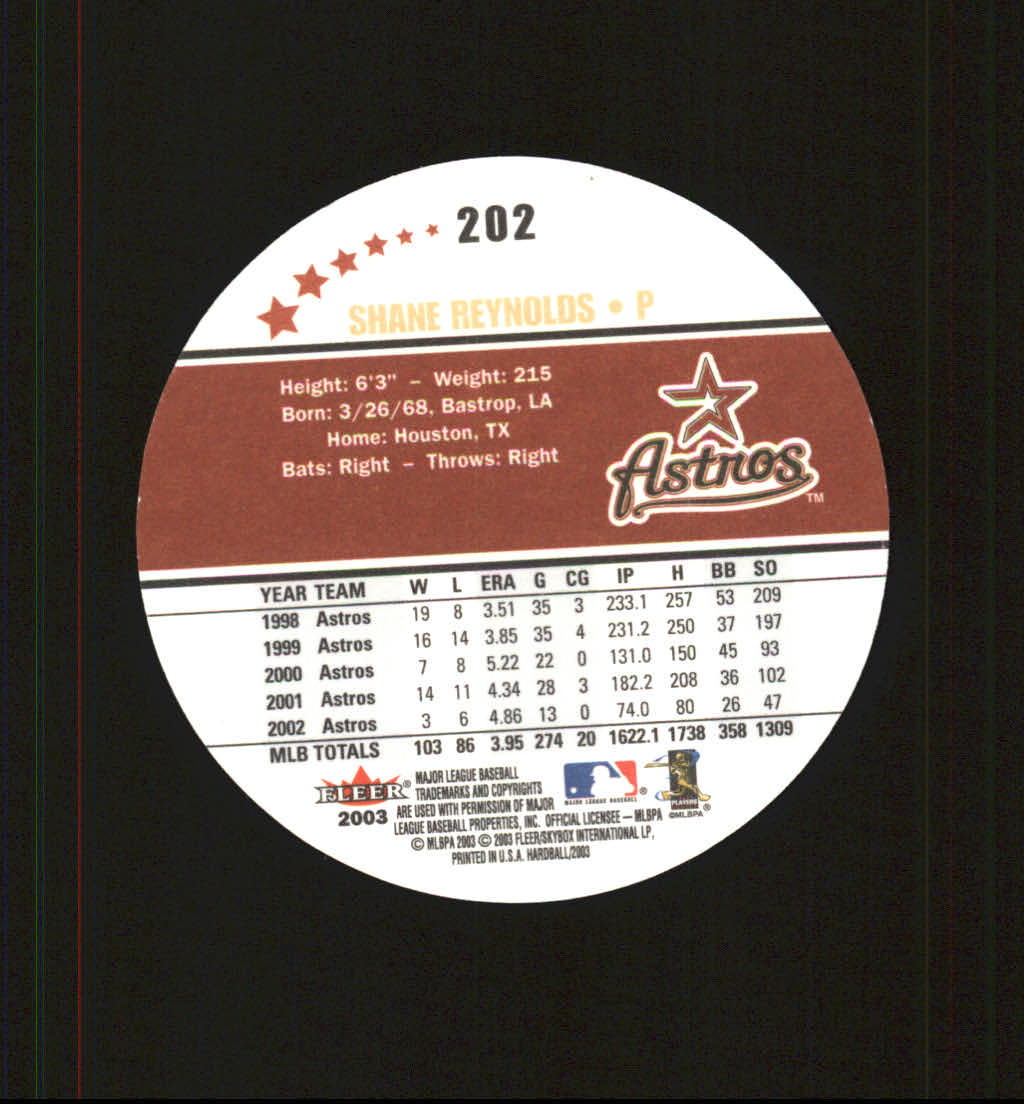 202
SHANE REYNOLDS • P
Height: 6'3" – Weight: 215
Born: 3/26/68, Bastrop, LA
Home: Houston, TX
Bats: Right – Throws: Right
Astros TM
YEAR TEAM W L ERA G CG IP H BB SO
1998 Astros 19 8 3.51 35 3 233.1 257 53 209
1999 Astros 16 14 3.85 35 4 231.2 250 37 197
2000 Astros 7 8 5.22 22 0 131.0 150 45 93
2001 Astros 14 11 4.34 28 3 182.2 208 36 102
2002 Astros 3 6 4.86 13 0 74.0 80 26 47
MLB TOTALS 103 86 3.95 274 20 1622.1 1738 358 1309
FLEER®
2003
MAJOR LEAGUE BASEBALL
TRADEMARKS AND COPYRIGHTS
ARE USED WITH PERMISSION OF MAJOR
LEAGUE BASEBALL PROPERTIES, INC. OFFICIAL LICENSEE – MLBPA
© MLBPA 2003 © 2003 FLEER/SKYBOX INTERNATIONAL LP,
PRINTED IN U.S.A. HARDBALL/2003
MAJOR LEAGUE BASEBALL ®
PLAYERS
®
©MLBPA